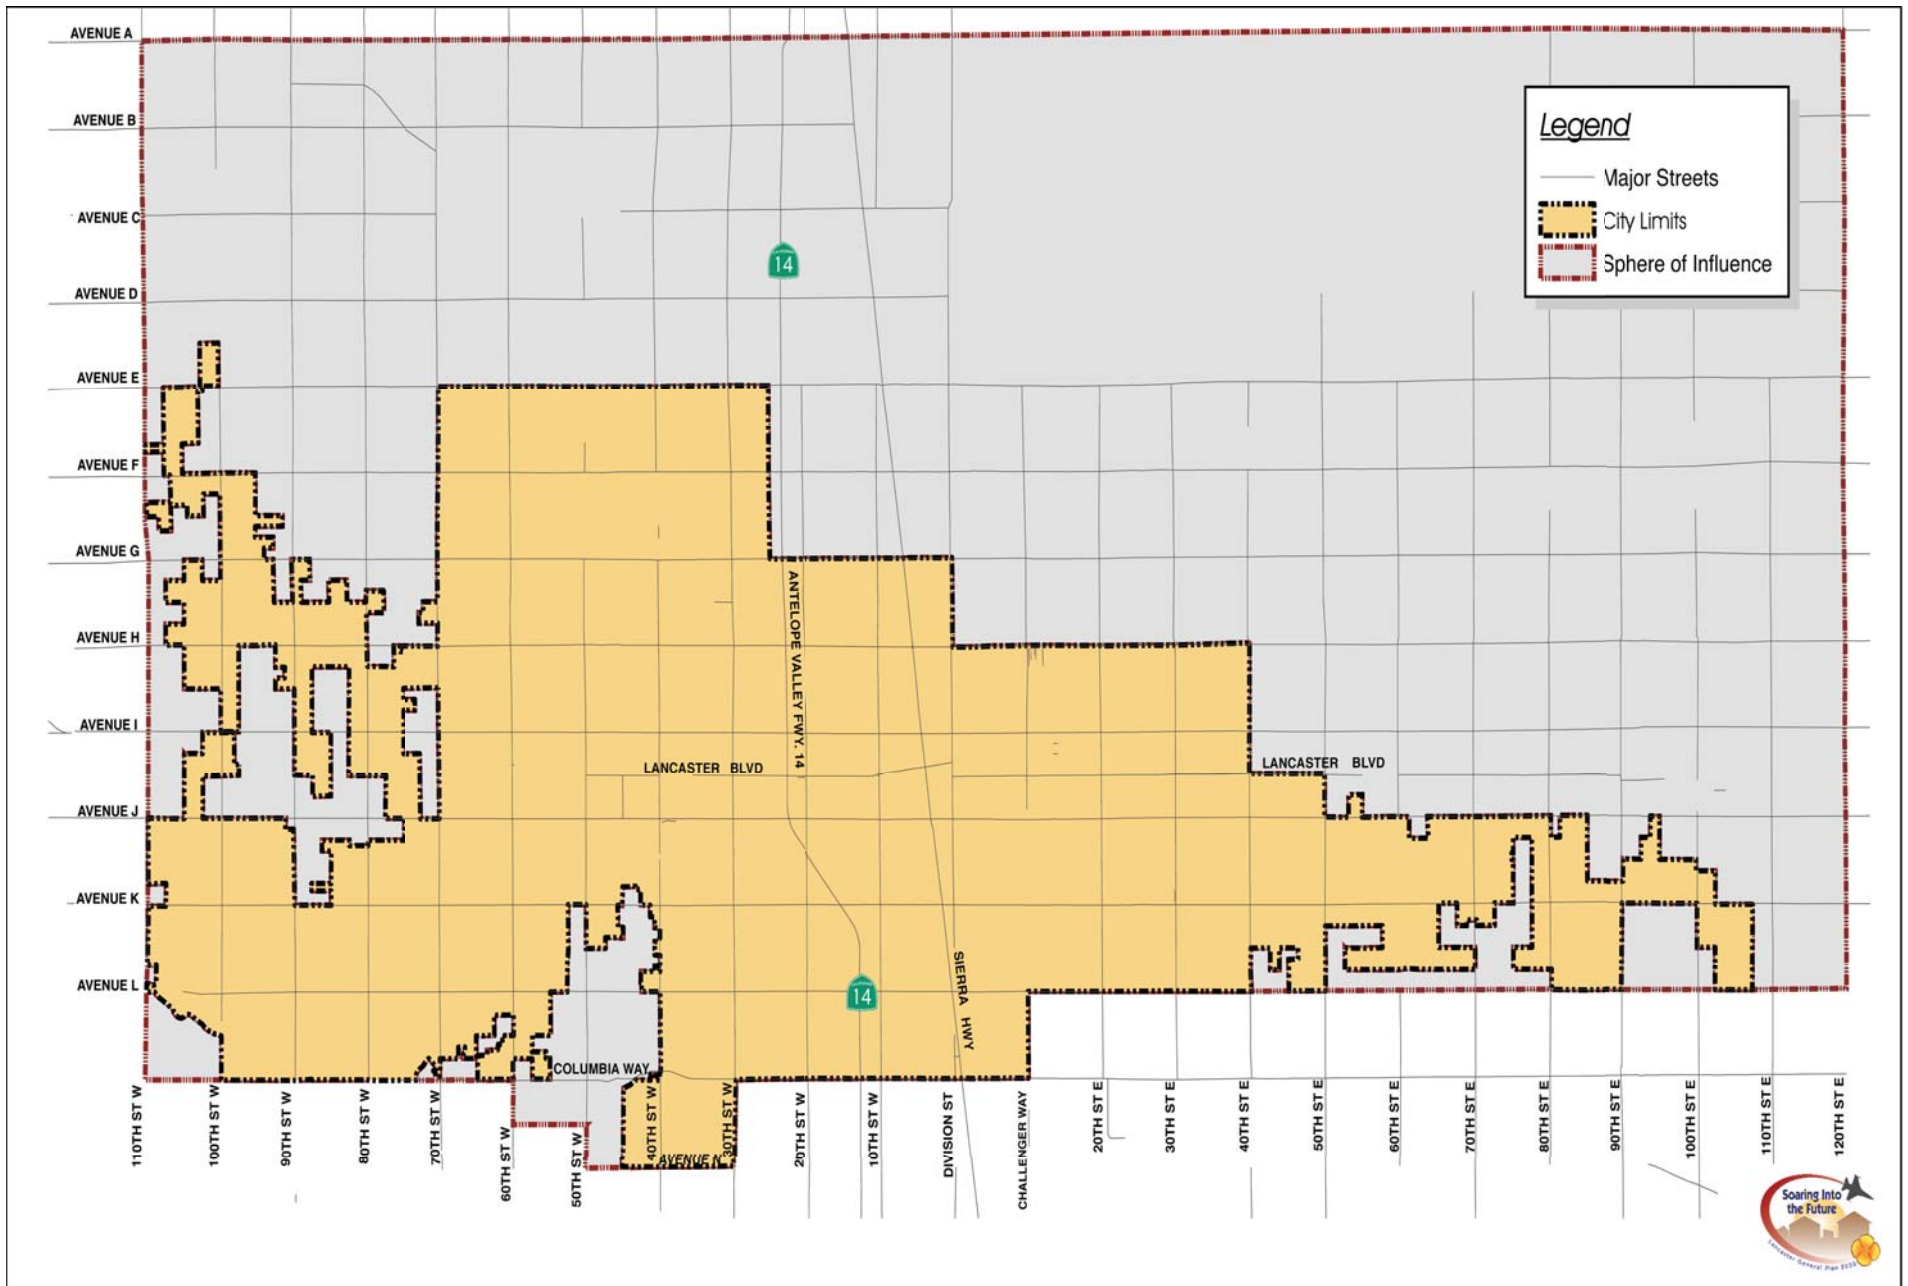 AVENUE A
AVENUE B
AVENUE C
AVENUE D
AVENUE E
AVENUE F
AVENUE G
AVENUE H
AVENUE I
AVENUE J
AVENUE K
AVENUE L
Legend
Major Streets
City Limits
Sphere of Influence
14
ANTELOPE VALLEY FWY. 14
LANCASTER BLVD
LANCASTER BLVD
14
SIERRA HWY
COLUMBIA WAY
AVENUE N
110TH ST W
100TH ST W
90TH ST W
80TH ST W
70TH ST W
60TH ST W
50TH ST W
40TH ST W
30TH ST W
20TH ST W
10TH ST W
DIVISION ST
CHALLENGER WAY
20TH ST E
30TH ST E
40TH ST E
50TH ST E
60TH ST E
70TH ST E
80TH ST E
90TH ST E
100TH ST E
110TH ST E
120TH ST E
Soaring Into
the Future
Lancaster General Plan